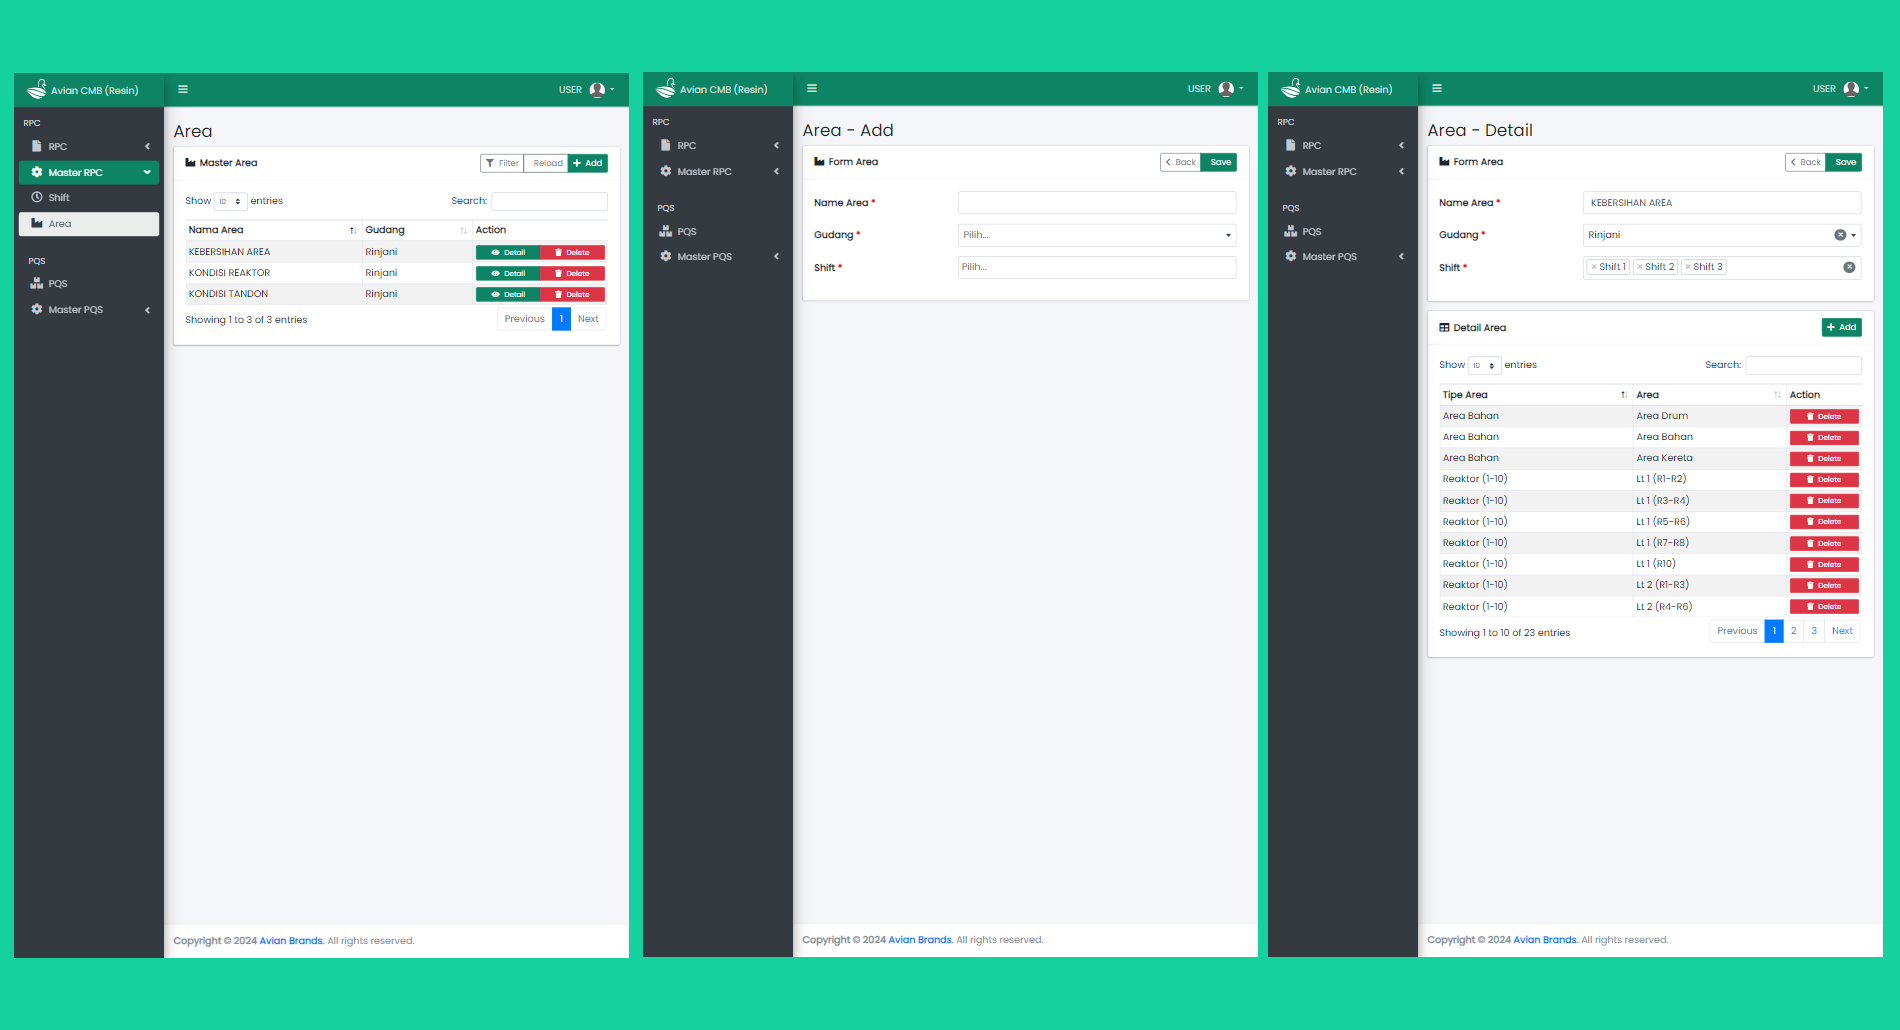 Avian CMB (Resin)
USER
RPC
RPC
Master RPC
Shift
Area
PQS
PQS
Master PQS
Area
Master Area
Filter Reload Add
Show 10 entries Search:
Nama Area Gudang Action
KEBERSIHAN AREA Rinjani Detail Delete
KONDISI REAKTOR Rinjani Detail Delete
KONDISI TANDON Rinjani Detail Delete
Showing 1 to 3 of 3 entries Previous 1 Next
Copyright © 2024 Avian Brands. All rights reserved.
Avian CMB (Resin)
USER
RPC
RPC
Master RPC
PQS
PQS
Master PQS
Area - Add
Form Area Back Save
Name Area *
Gudang * Pilih...
Shift * Pilih...
Copyright © 2024 Avian Brands. All rights reserved.
Avian CMB (Resin)
USER
RPC
RPC
Master RPC
PQS
PQS
Master PQS
Area - Detail
Form Area Back Save
Name Area * KEBERSIHAN AREA
Gudang * Rinjani
Shift * × Shift 1 × Shift 2 × Shift 3
Detail Area Add
Show 10 entries Search:
Tipe Area Area Action
Area Bahan Area Drum Delete
Area Bahan Area Bahan Delete
Area Bahan Area Kereta Delete
Reaktor (1-10) Lt 1 (R1-R2) Delete
Reaktor (1-10) Lt 1 (R3-R4) Delete
Reaktor (1-10) Lt 1 (R5-R6) Delete
Reaktor (1-10) Lt 1 (R7-R8) Delete
Reaktor (1-10) Lt 1 (R10) Delete
Reaktor (1-10) Lt 2 (R1-R3) Delete
Reaktor (1-10) Lt 2 (R4-R6) Delete
Showing 1 to 10 of 23 entries Previous 1 2 3 Next
Copyright © 2024 Avian Brands. All rights reserved.